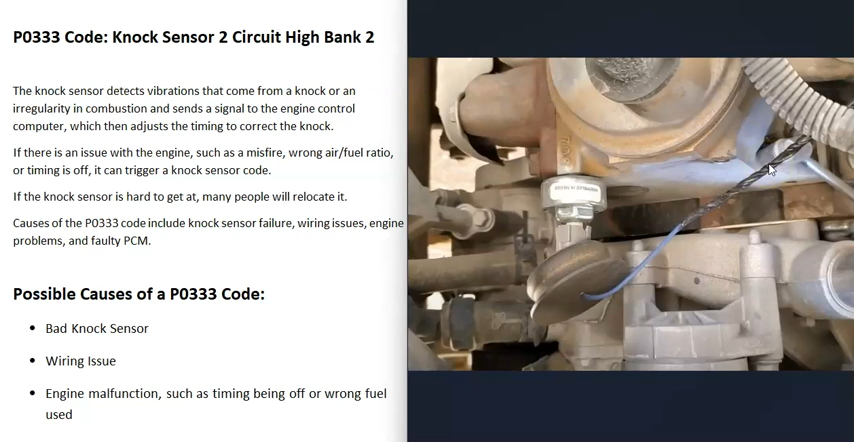 P0333 Code: Knock Sensor 2 Circuit High Bank 2
The knock sensor detects vibrations that come from a knock or an
irregularity in combustion and sends a signal to the engine control
computer, which then adjusts the timing to correct the knock.
If there is an issue with the engine, such as a misfire, wrong air/fuel ratio,
or timing is off, it can trigger a knock sensor code.
If the knock sensor is hard to get at, many people will relocate it.
Causes of the P0333 code include knock sensor failure, wiring issues, engine
problems, and faulty PCM.
Possible Causes of a P0333 Code:
• Bad Knock Sensor
• Wiring Issue
• Engine malfunction, such as timing being off or wrong fuel
used